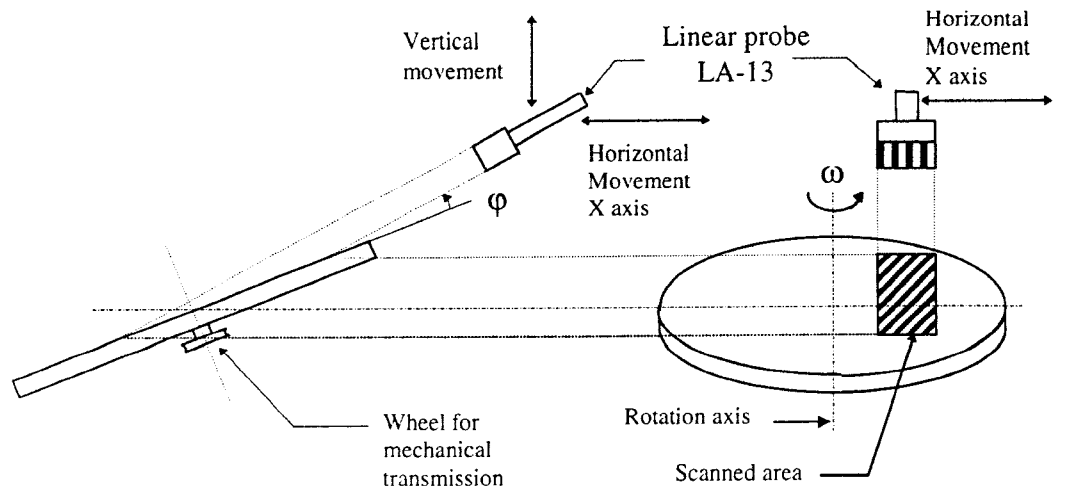 Vertical
movement
Linear probe
LA-13
Horizontal
Movement
X axis
Horizontal
Movement
X axis
φ
ω
Wheel for
mechanical
transmission
Rotation axis
Scanned area